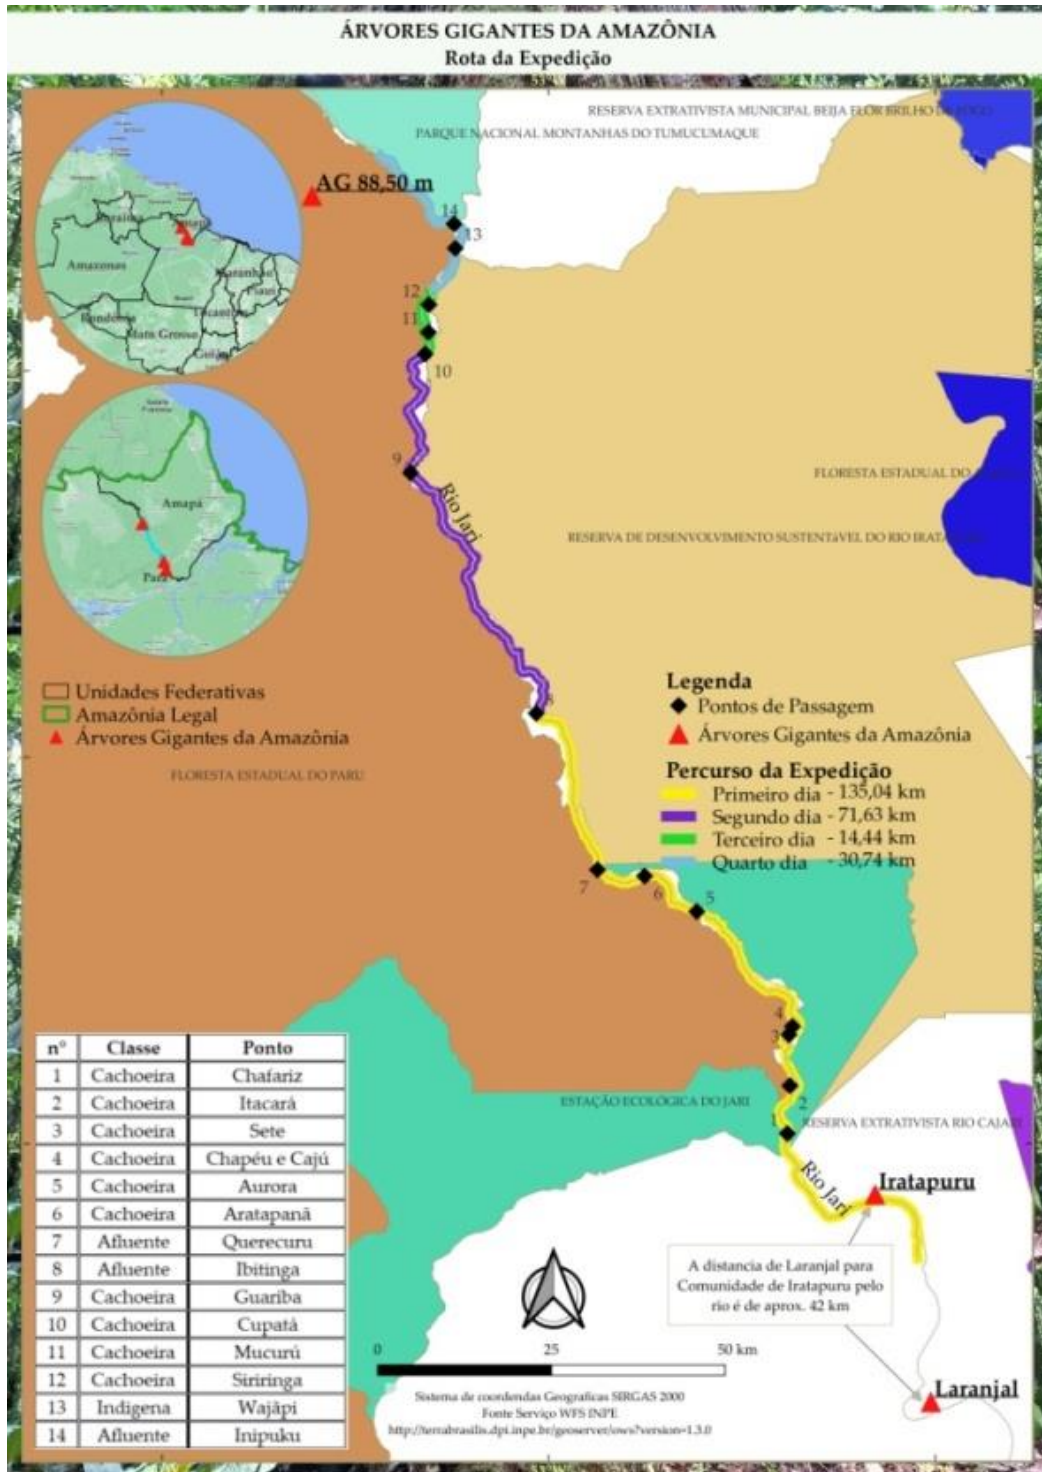 ÁRVORES GIGANTES DA AMAZÔNIA
Rota da Expedição
RESERVA EXTRATIVISTA MUNICIPAL BEIJA FLOR BRILHO DE FOGO
PARQUE NACIONAL MONTANHAS DO TUMUCUMAQUE
AG 88,50 m
14
13
12
11
10
9
Rio Jari
Amazonas
Maranhão
Piauí
Rondônia
Mato Grosso
Goiás
Amapá
Pará
FLORESTA ESTADUAL DO
RESERVA DE DESENVOLVIMENTO SUSTENTáVEL DO RIO
Unidades Federativas
Amazônia Legal
Árvores Gigantes da Amazônia
FLORESTA ESTADUAL DO PARU
8
Legenda
Pontos de Passagem
Árvores Gigantes da Amazônia
Percurso da Expedição
Primeiro dia - 135,04 km
Segundo dia - 71,63 km
Terceiro dia - 14,44 km
Quarto dia - 30,74 km
7
6
5
4
3
2
1
ESTAÇÃO ECOLÓGICA DO JARI
RESERVA EXTRATIVISTA RIO CAJARI
Rio Jari
Iratapuru
A distancia de Laranjal para
Comunidade de Iratapuru pelo
rio é de aprox. 42 km
Laranjal
nº Classe Ponto
1 Cachoeira Chafariz
2 Cachoeira Itacará
3 Cachoeira Sete
4 Cachoeira Chapéu e Cajú
5 Cachoeira Aurora
6 Cachoeira Aratapanã
7 Afluente Querecuru
8 Afluente Ibitinga
9 Cachoeira Guariba
10 Cachoeira Cupatá
11 Cachoeira Mucurú
12 Cachoeira Siriringa
13 Indigena Wajãpi
14 Afluente Inipuku
0 25 50 km
Sistema de coordendas Geograficas SIRGAS 2000
Fonte Serviço WFS INPE
http://terrabrasilis.dpi.inpe.br/geoserver/ows?version=1.3.0